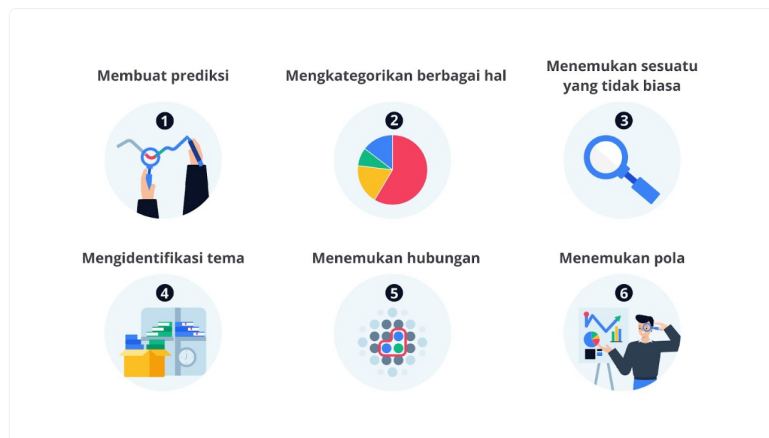 Membuat prediksi
1
Mengkategorikan berbagai hal
2
Menemukan sesuatu
yang tidak biasa
3
Mengidentifikasi tema
4
Menemukan hubungan
5
Menemukan pola
6